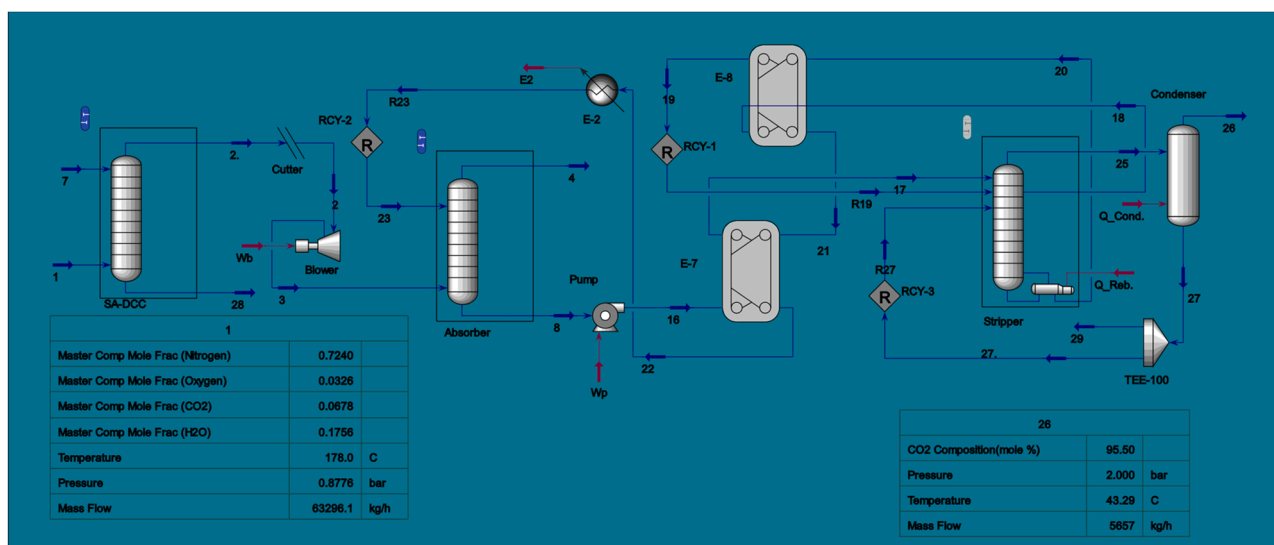 E-8
20
E2
R23
E-2
19
Condenser
18
26
RCY-2
R
2.
Cutter
R
RCY-1
25
7
2
4
17
R19
23
21
Q_Cond.
Wb
Blower
E-7
R27
1
3
Pump
R
RCY-3
Q_Reb.
27
28
SA-DCC
Absorber
8
16
Stripper
29
22
27.
TEE-100
Wp
1
Master Comp Mole Frac (Nitrogen) 0.7240
Master Comp Mole Frac (Oxygen) 0.0326
Master Comp Mole Frac (CO2) 0.0678
Master Comp Mole Frac (H2O) 0.1756
Temperature 178.0 C
Pressure 0.8776 bar
Mass Flow 63296.1 kg/h
26
CO2 Composition(mole %) 95.50
Pressure 2.000 bar
Temperature 43.29 C
Mass Flow 5657 kg/h